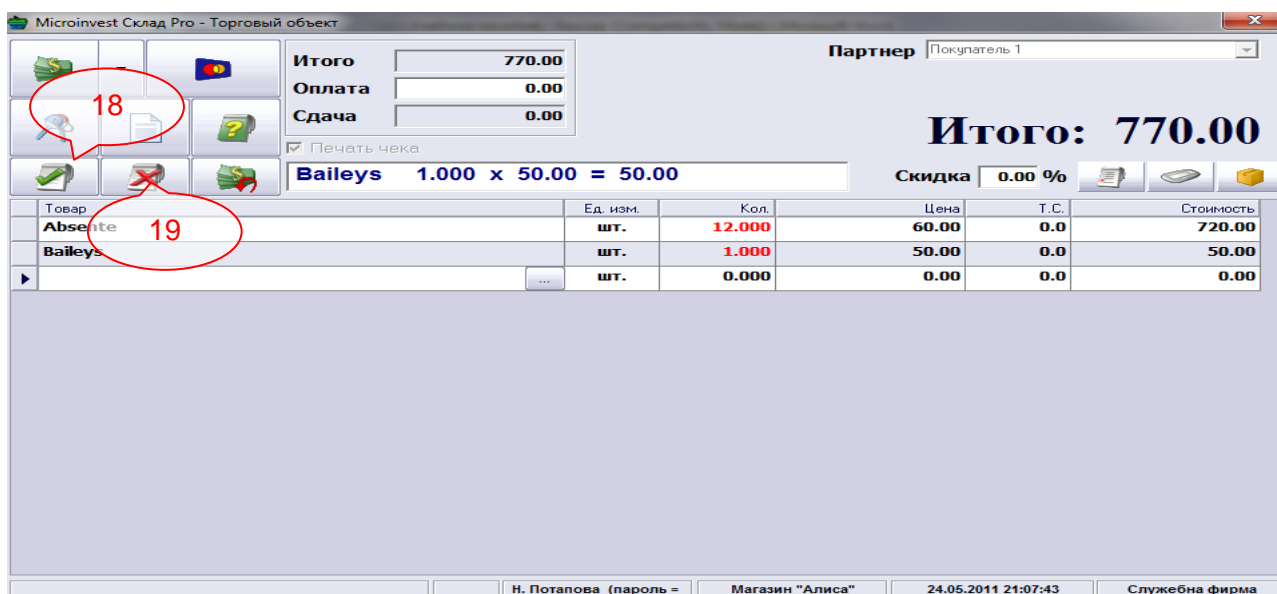 Microinvest Склад Pro - Торговый объект
Итого 770.00
Оплата 0.00
Сдача 0.00
Партнер Покупатель 1
18
Итого: 770.00
Печать чека
Baileys 1.000 x 50.00 = 50.00
Скидка 0.00 %
Товар Ед. изм. Кол. Цена Т.С. Стоимость
Absente шт. 12.000 60.00 0.0 720.00
19
Baileys шт. 1.000 50.00 0.0 50.00
... шт. 0.000 0.00 0.0 0.00
Н. Потапова (пароль = Магазин "Алиса" 24.05.2011 21:07:43 Служебна фирма